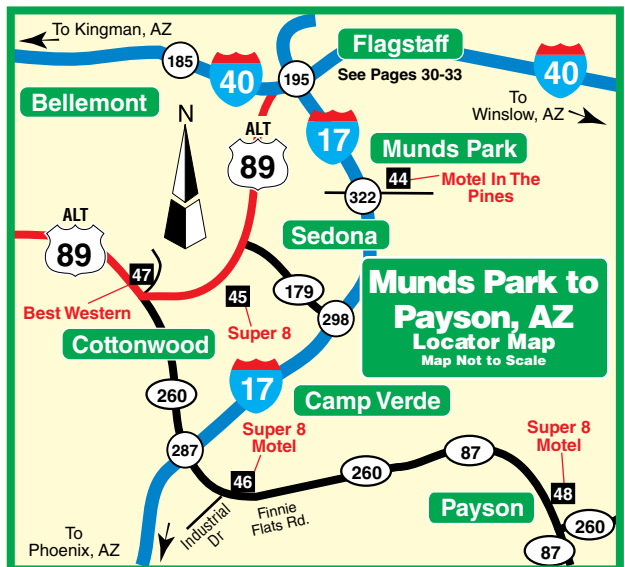 To Kingman, AZ
185
40
195
Flagstaff
See Pages 30-33
40
To
Winslow, AZ
Bellemont
N
ALT
89
17
Munds Park
44
Motel In The
Pines
322
ALT
89
Sedona
47
Best Western
45
Super 8
179
298
Munds Park to
Payson, AZ
Locator Map
Map Not to Scale
Cottonwood
260
17
Camp Verde
287
Super 8
Motel
46
260
87
Super 8
Motel
48
Payson
Industrial
Dr
Finnie
Flats Rd.
To
Phoenix, AZ
260
87